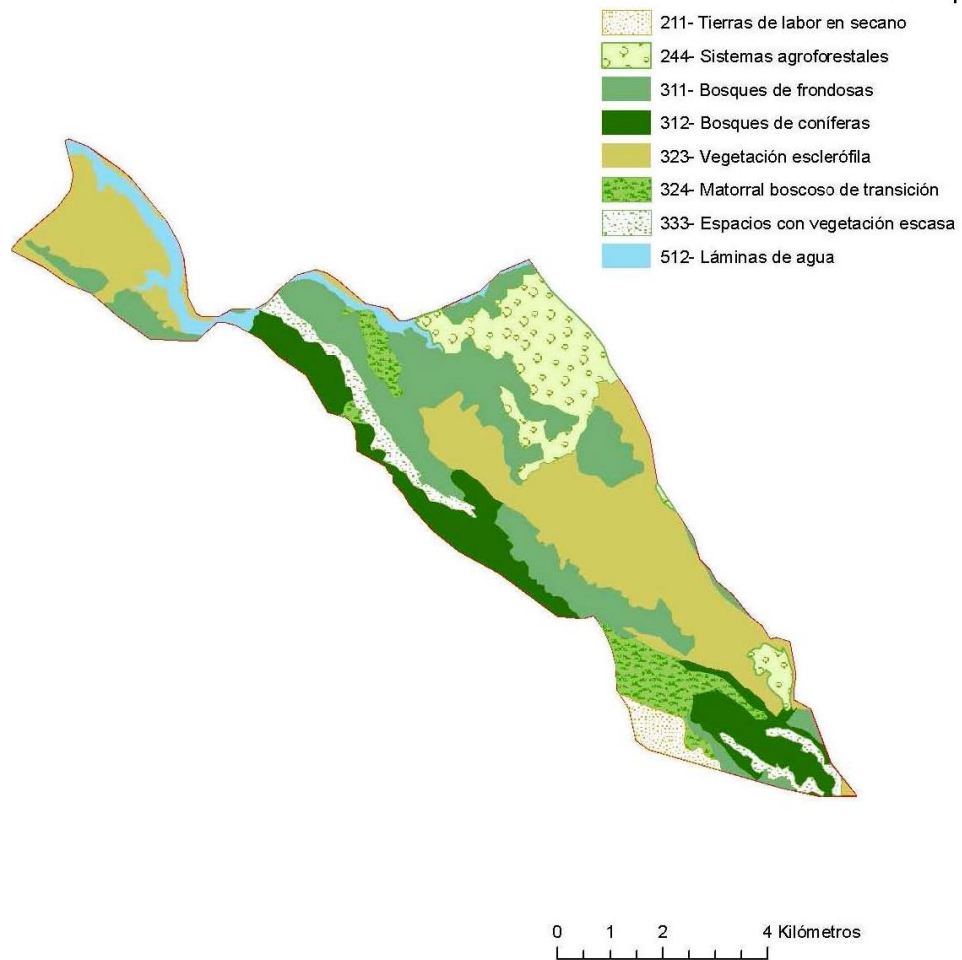 211- Tierras de labor en secano
244- Sistemas agroforestales
311- Bosques de frondosas
312- Bosques de coníferas
323- Vegetación esclerófila
324- Matorral boscoso de transición
333- Espacios con vegetación escasa
512- Láminas de agua
0 1 2 4 Kilómetros